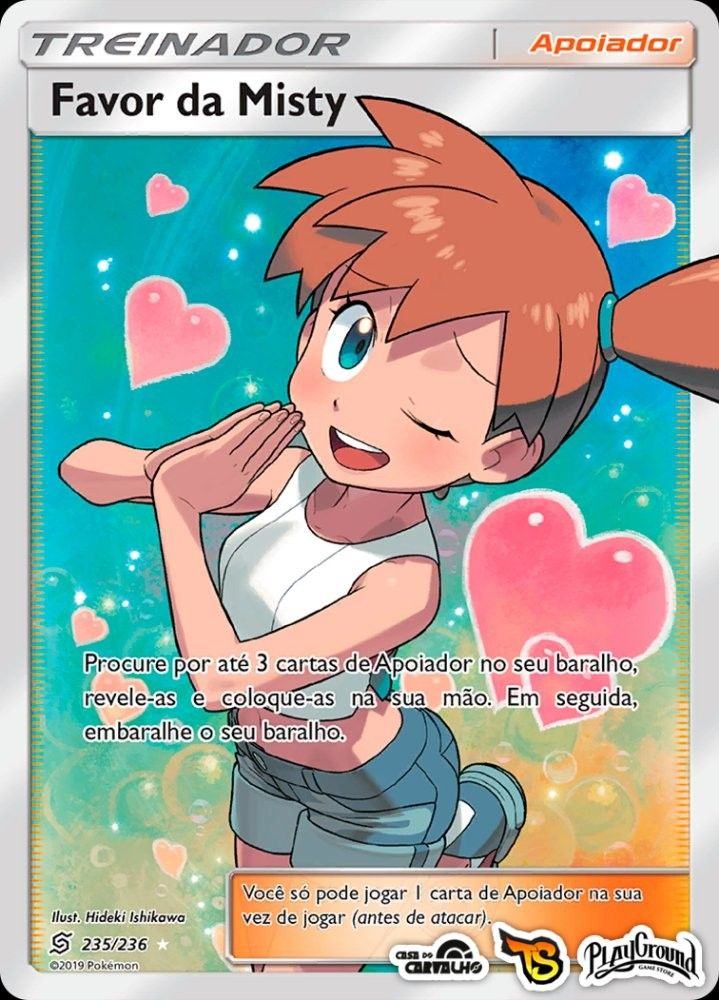 TREINADOR
Apoiador
Favor da Misty
Procure por até 3 cartas de Apoiador no seu baralho,
revele-as e coloque-as na sua mão. Em seguida,
embaralhe o seu baralho.
Você só pode jogar 1 carta de Apoiador na sua
vez de jogar (antes de atacar).
Ilust. Hideki Ishikawa
235/236
©2019 Pokémon
CASA DO
CARVALHO
TS
PLAYGROUND
GAME STORE